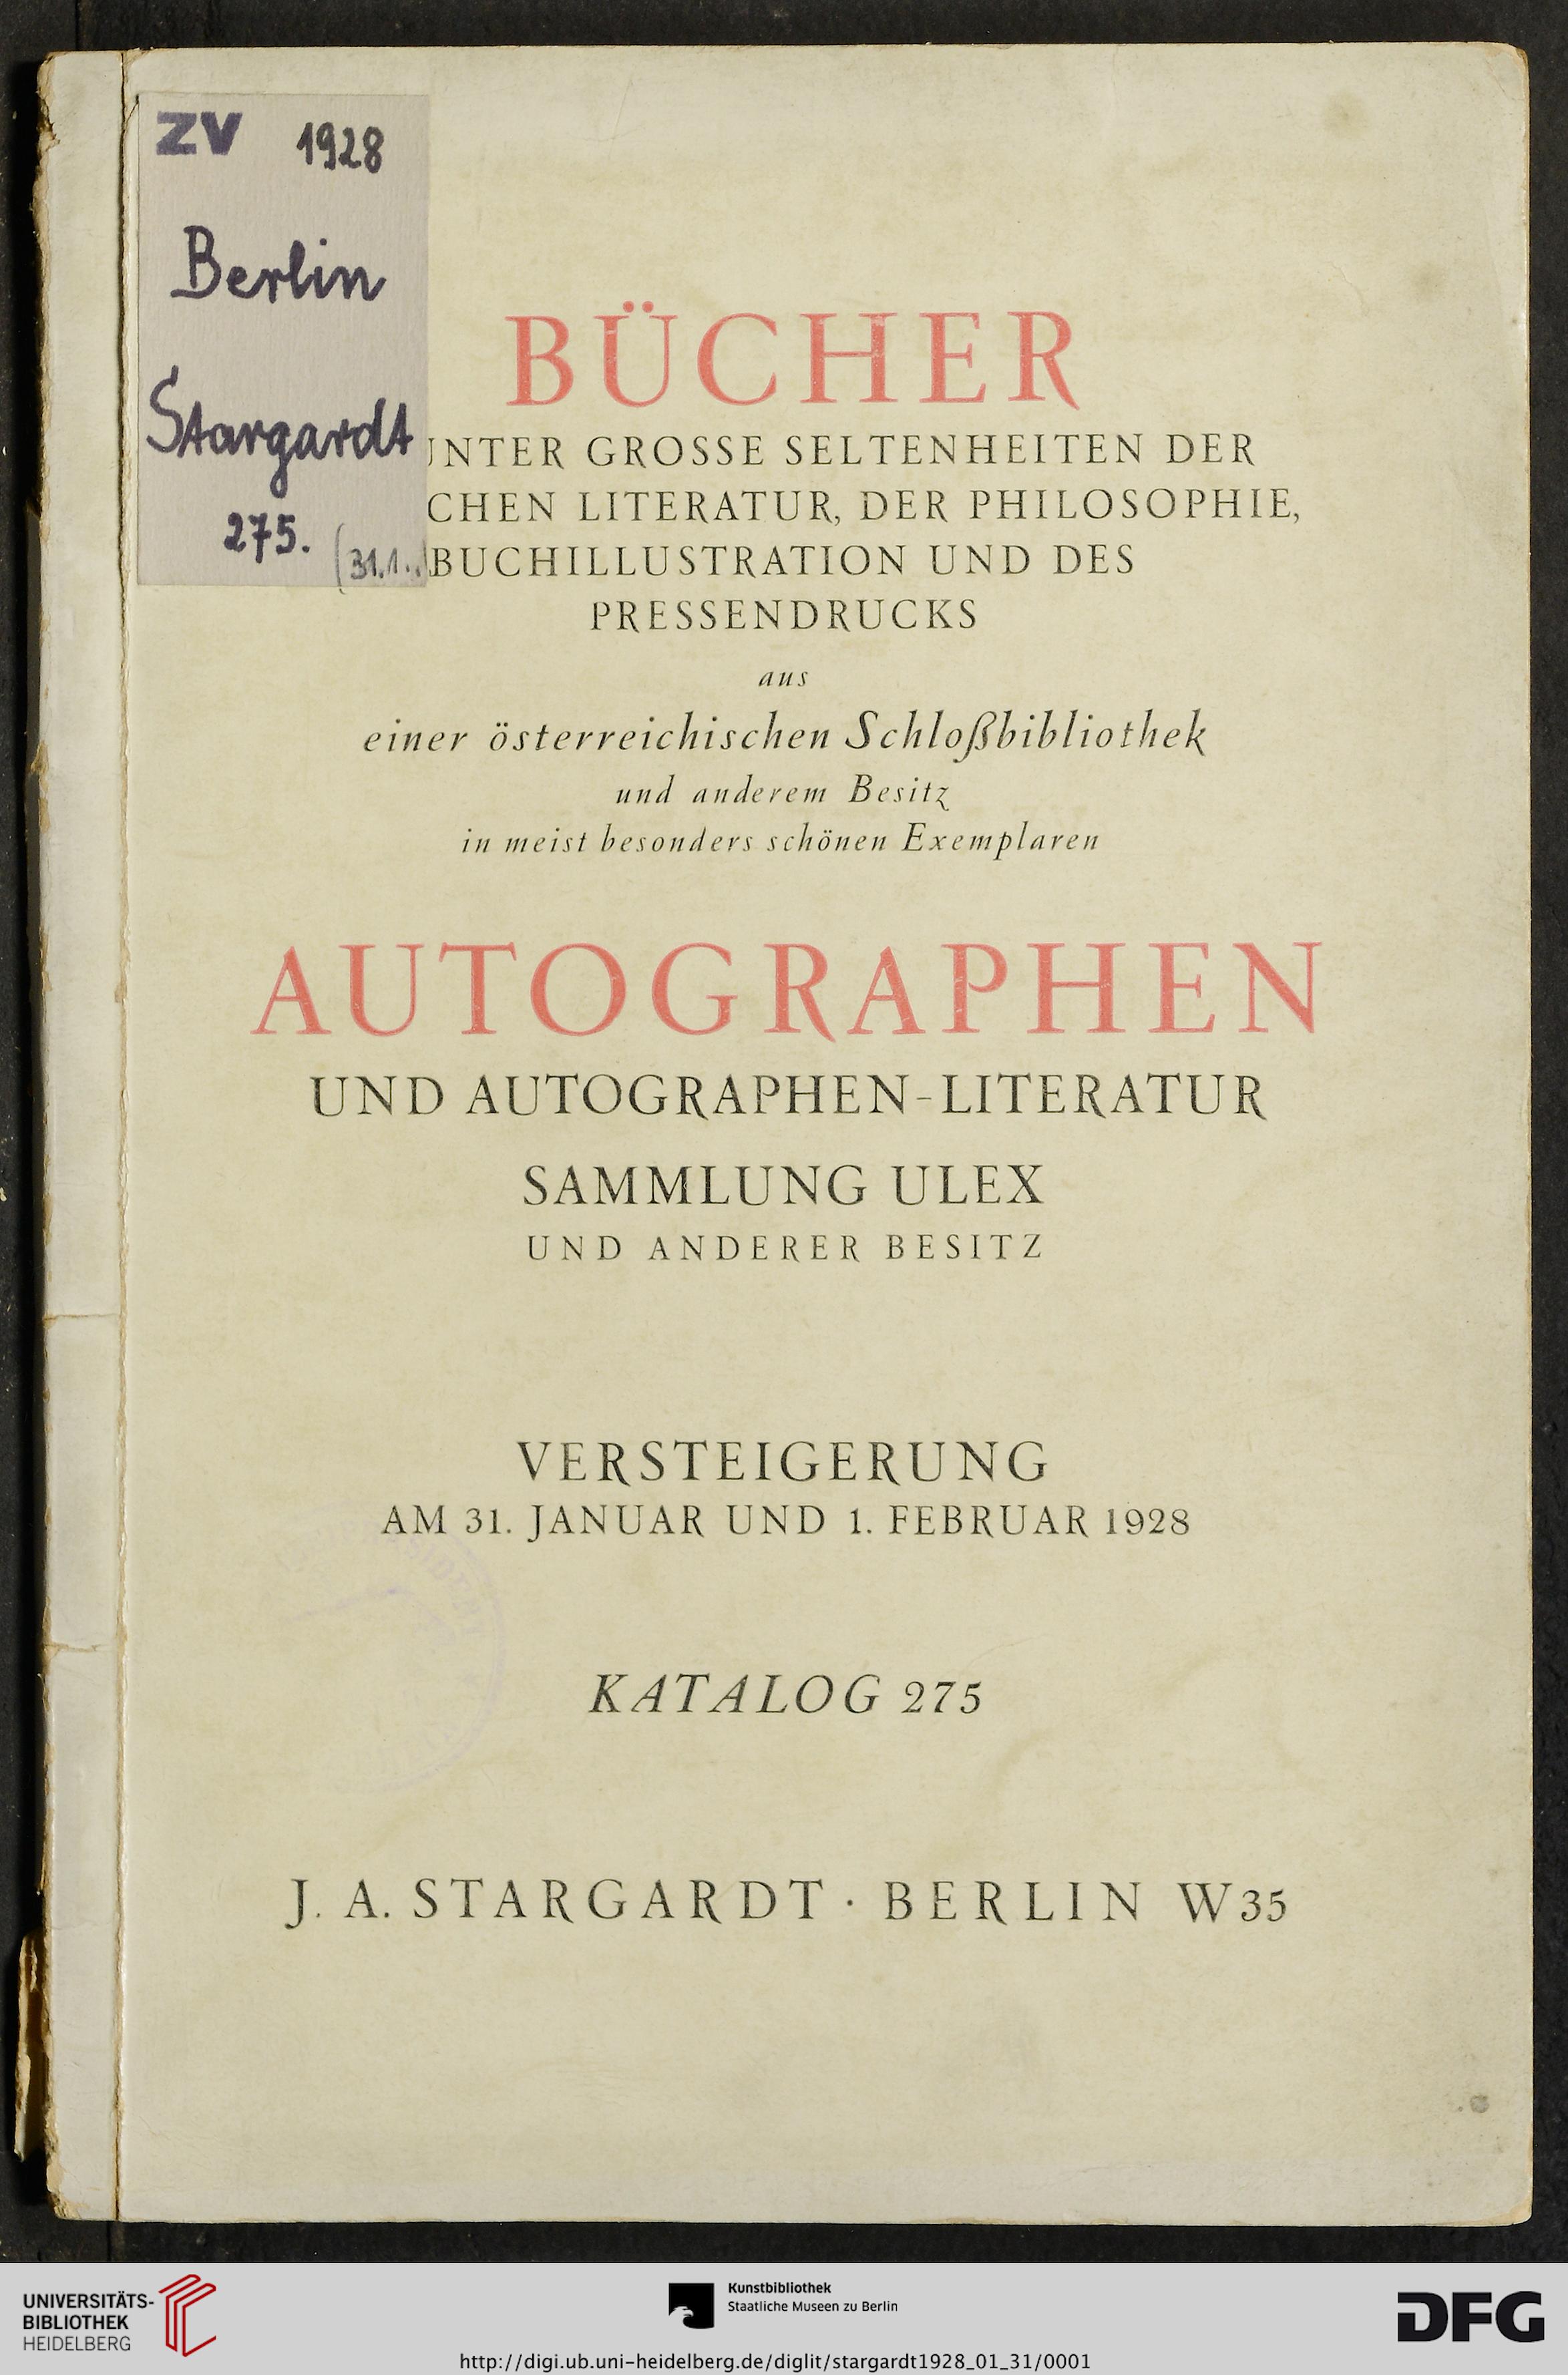 ZV 1928
Berlin
Stargardt
275. (31.1..
BÜCHER
UNTER GROSSE SELTENHEITEN DER
CHEN LITERATUR, DER PHILOSOPHIE,
BUCHILLUSTRATION UND DES
PRESSENDRUCKS
aus
einer österreichischen Schloßbibliothek
und anderem Besitz
in meist besonders schönen Exemplaren
AUTOGRAPHEN
UND AUTOGRAPHEN-LITERATUR
SAMMLUNG ULEX
UND ANDERER BESITZ
VERSTEIGERUNG
AM 31. JANUAR UND 1. FEBRUAR 1928
KATALOG 275
J. A. STARGARDT · BERLIN W 35
UNIVERSITÄTS-
BIBLIOTHEK
HEIDELBERG
Kunstbibliothek
Staatliche Museen zu Berlin
DFG
http://digi.ub.uni-heidelberg.de/diglit/stargardt1928_01_31/0001